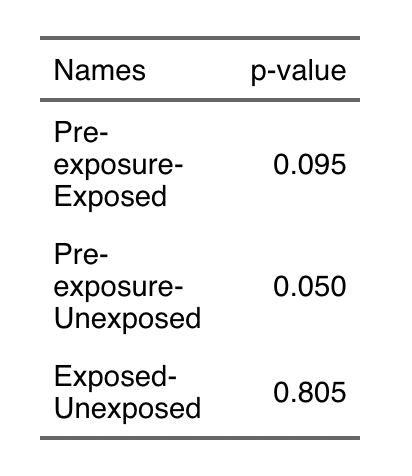 Names p-value
Pre-
exposure- 0.095
Exposed
Pre-
exposure- 0.050
Unexposed
Exposed-
Unexposed 0.805